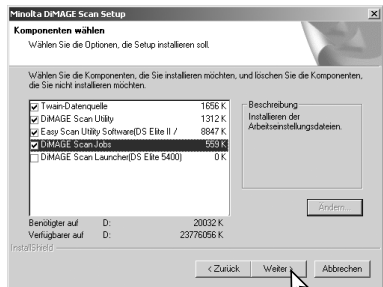 Minolta DiMAGE Scan Setup
Komponenten wählen
Wählen Sie die Optionen, die Setup installieren soll.
Wählen Sie die Komponenten, die Sie installieren möchten, und löschen Sie die Komponenten,
die Sie nicht installieren möchten.
Twain-Datenquelle 1656 K
DiMAGE Scan Utility 1312 K
Easy Scan Utility Software(DS Elite II / 8847 K
DiMAGE Scan Jobs 559 K
DiMAGE Scan Launcher(DS Elite 5400) 0 K
Beschreibung
Installieren der
Arbeitseinstellungsdateien.
Ändern...
Benötigter auf D: 20032 K
Verfügbarer auf D: 23776056 K
InstallShield
< Zurück Weiter > Abbrechen